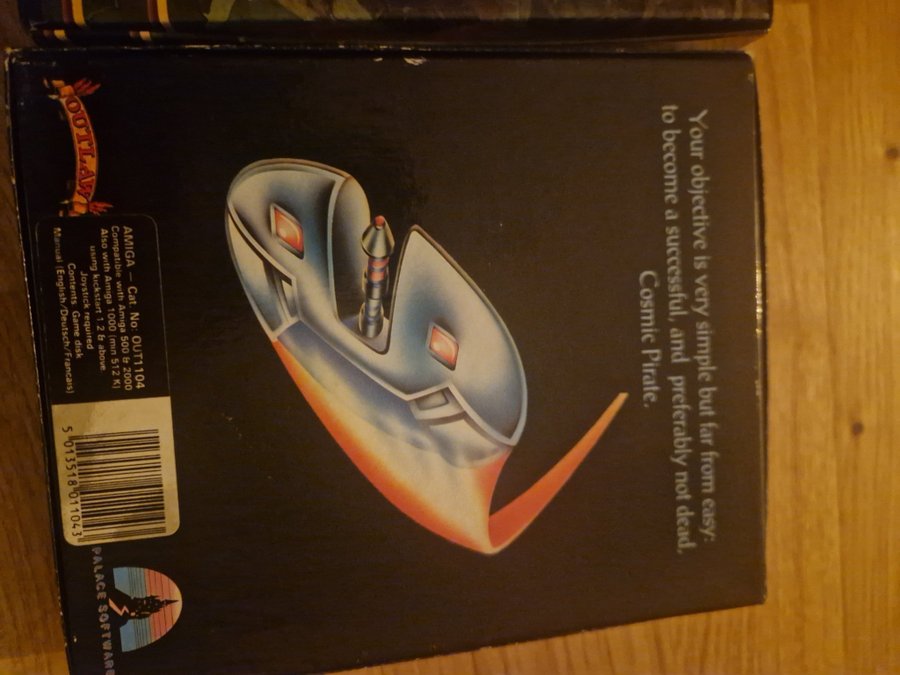 Your objective is very simple but far from easy:
to become a successful, and preferably not dead,
Cosmic Pirate.
OUTLAW
AMIGA — Cat. No: OUT1104
Compatible with Amiga 500 & 2000
Also with Amiga 1000 (min 512 K)
using kickstart 1.2 & above.
Joystick required
Contents: Game disk
Manual (English/Deutsch/Francais)
5 013518 011043
PALACE SOFTWARE